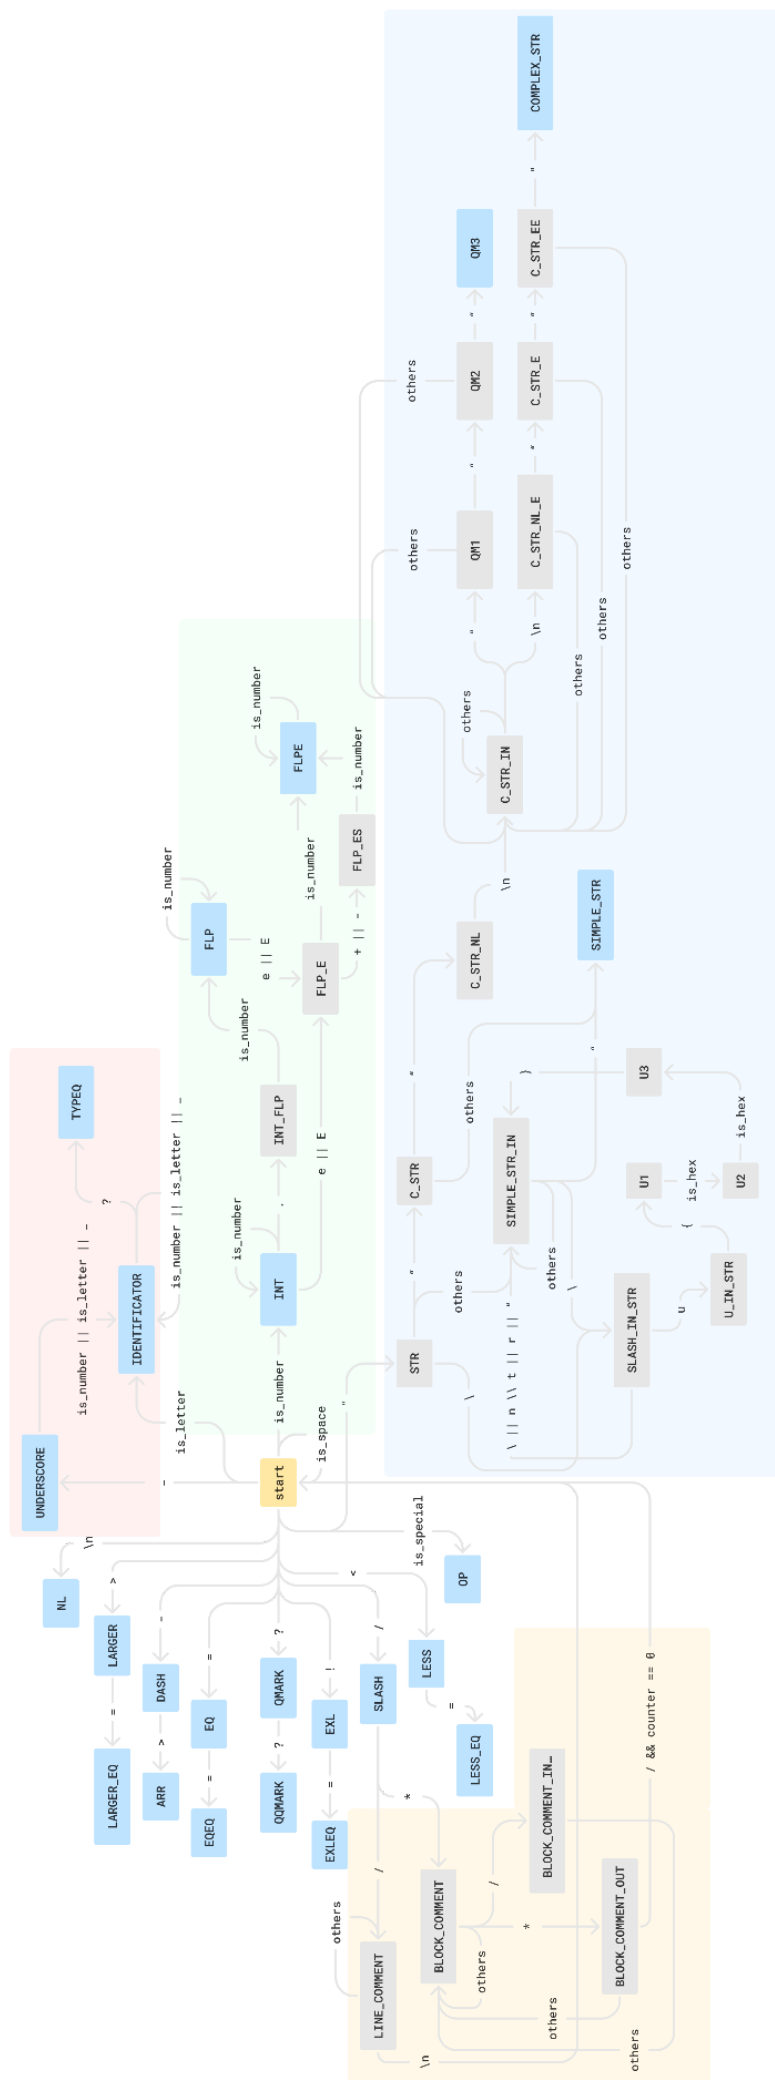 COMPLEX_STR
"
QM3
C_STR_EE
"
"
others
QM2
C_STR_E
"
"
others
QM1
C_STR_NL_E
others
"
\n
others
others
others
is_number
FLPE
is_number
C_STR_IN
is_number
FLP_ES
is_number
\n
is_number
FLP
e || E
FLP_E
+ || -
C_STR_NL
SIMPLE_STR
is_number
"
others
"
}
U3
TYPEQ
INT_FLP
is_number || is_letter || _
e || E
C_STR
SIMPLE_STR_IN
U1
is_hex
is_hex
U2
?
.
is_number
{
is_number || is_letter || _
IDENTIFICATOR
INT
"
others
others
\
U_IN_STR
SLASH_IN_STR
u
STR
is_letter
is_number
is_space
"
\
\ || n \\ t || r || "
UNDERSCORE
_
start
\n
is_special
NL
>
-
=
?
!
/
<
OP
LARGER
DASH
EQ
QMARK
EXL
SLASH
LESS
=
>
=
?
=
=
LARGER_EQ
ARR
EQEQ
QQMARK
EXLEQ
LESS_EQ
/ && counter == 0
*
BLOCK_COMMENT_IN_
/
/
others
BLOCK_COMMENT
*
BLOCK_COMMENT_OUT
LINE_COMMENT
others
others
others
\n